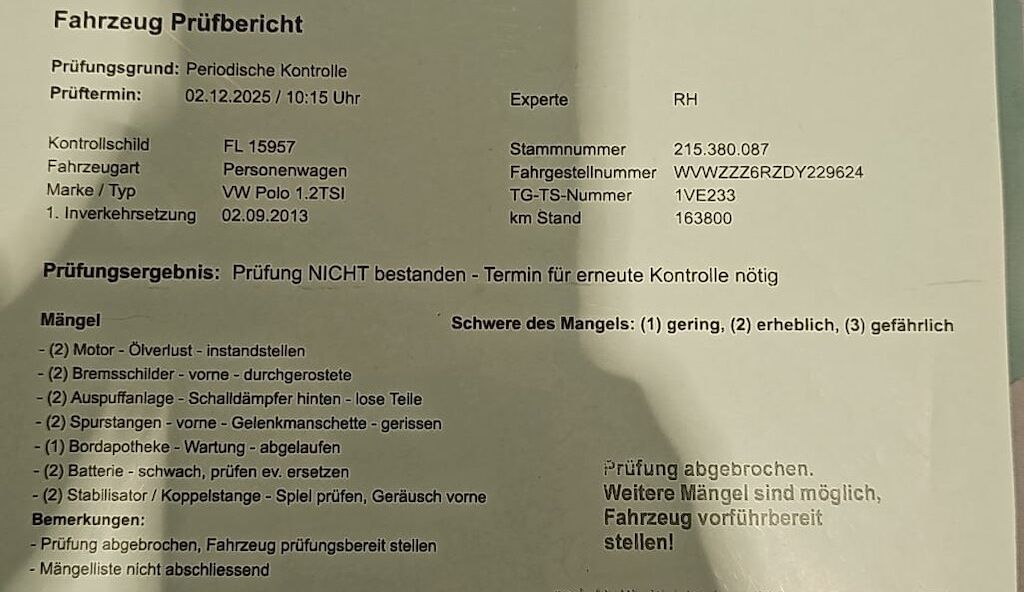 Fahrzeug Prüfbericht
Prüfungsgrund: Periodische Kontrolle
Prüftermin: 02.12.2025 / 10:15 Uhr
Experte RH
Kontrollschild FL 15957
Fahrzeugart Personenwagen
Marke / Typ VW Polo 1.2TSI
1. Inverkehrsetzung 02.09.2013
Stammnummer 215.380.087
Fahrgestellnummer WVWZZZ6RZDY229624
TG-TS-Nummer 1VE233
km Stand 163800
Prüfungsergebnis: Prüfung NICHT bestanden - Termin für erneute Kontrolle nötig
Mängel
Schwere des Mangels: (1) gering, (2) erheblich, (3) gefährlich
- (2) Motor - Ölverlust - instandstellen
- (2) Bremsschilder - vorne - durchgerostete
- (2) Auspuffanlage - Schalldämpfer hinten - lose Teile
- (2) Spurstangen - vorne - Gelenkmanschette - gerissen
- (1) Bordapotheke - Wartung - abgelaufen
- (2) Batterie - schwach, prüfen ev. ersetzen
- (2) Stabilisator / Koppelstange - Spiel prüfen, Geräusch vorne
Bemerkungen:
- Prüfung abgebrochen, Fahrzeug prüfungsbereit stellen
- Mängelliste nicht abschliessend
Prüfung abgebrochen.
Weitere Mängel sind möglich,
Fahrzeug vorführbereit
stellen!